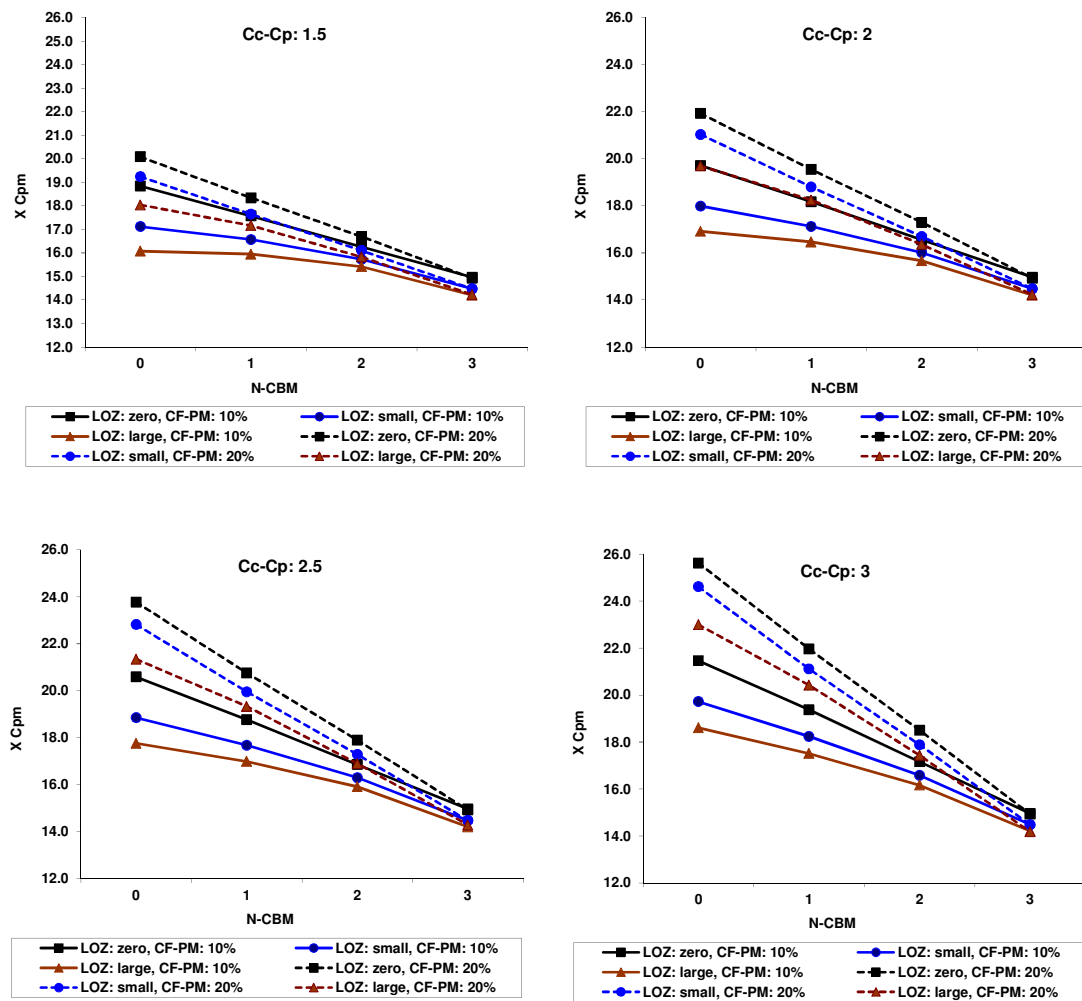 Cc-Cp: 1.5
26.0
25.0
24.0
23.0
22.0
21.0
20.0
19.0
18.0
17.0
16.0
15.0
14.0
13.0
12.0
X Cpm
0 1 2 3
N-CBM
LOZ: zero, CF-PM: 10% LOZ: small, CF-PM: 10%
LOZ: large, CF-PM: 10% LOZ: zero, CF-PM: 20%
LOZ: small, CF-PM: 20% LOZ: large, CF-PM: 20%
Cc-Cp: 2
26.0
24.0
22.0
20.0
18.0
16.0
14.0
12.0
X Cpm
0 1 2 3
N-CBM
LOZ: zero, CF-PM: 10% LOZ: small, CF-PM: 10%
LOZ: large, CF-PM: 10% LOZ: zero, CF-PM: 20%
LOZ: small, CF-PM: 20% LOZ: large, CF-PM: 20%
Cc-Cp: 2.5
26.0
24.0
22.0
20.0
18.0
16.0
14.0
12.0
X Cpm
0 1 2 3
N-CBM
LOZ: zero, CF-PM: 10% LOZ: small, CF-PM: 10%
LOZ: large, CF-PM: 10% LOZ: zero, CF-PM: 20%
LOZ: small, CF-PM: 20% LOZ: large, CF-PM: 20%
Cc-Cp: 3
26.0
24.0
22.0
20.0
18.0
16.0
14.0
12.0
X Cpm
0 1 2 3
N-CBM
LOZ: zero, CF-PM: 10% LOZ: small, CF-PM: 10%
LOZ: large, CF-PM: 10% LOZ: zero, CF-PM: 20%
LOZ: small, CF-PM: 20% LOZ: large, CF-PM: 20%